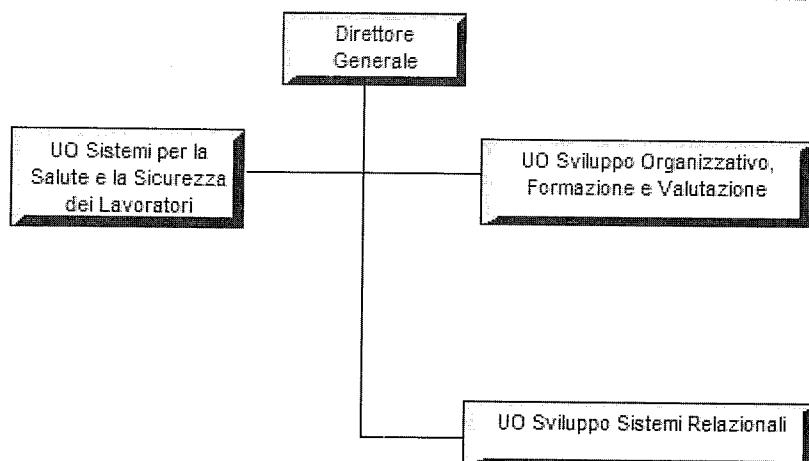 Direttore
Generale
UO Sistemi per la
Salute e la Sicurezza
dei Lavoratori
UO Sviluppo Organizzativo,
Formazione e Valutazione
UO Sviluppo Sistemi Relazionali